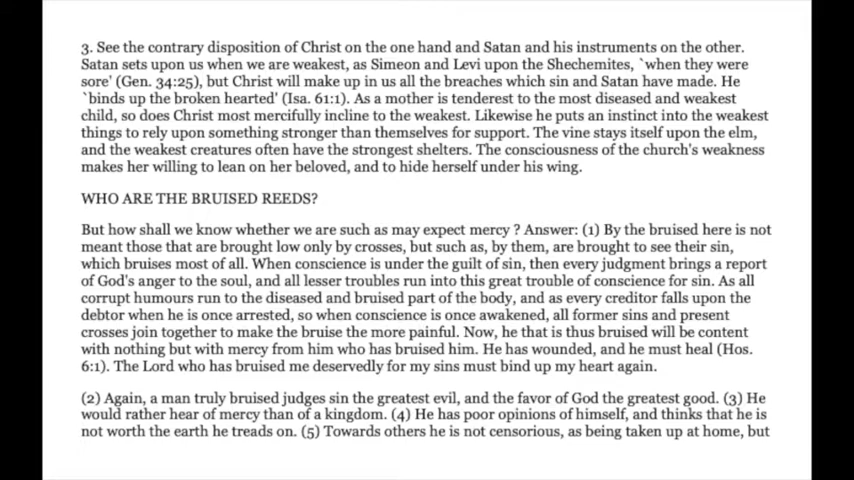 3. See the contrary disposition of Christ on the one hand and Satan and his instruments on the other.
Satan sets upon us when we are weakest, as Simeon and Levi upon the Shechemites, `when they were
sore' (Gen. 34:25), but Christ will make up in us all the breaches which sin and Satan have made. He
`binds up the broken hearted' (Isa. 61:1). As a mother is tenderest to the most diseased and weakest
child, so does Christ most mercifully incline to the weakest. Likewise he puts an instinct into the weakest
things to rely upon something stronger than themselves for support. The vine stays itself upon the elm,
and the weakest creatures often have the strongest shelters. The consciousness of the church's weakness
makes her willing to lean on her beloved, and to hide herself under his wing.
WHO ARE THE BRUISED REEDS?
But how shall we know whether we are such as may expect mercy ? Answer: (1) By the bruised here is not
meant those that are brought low only by crosses, but such as, by them, are brought to see their sin,
which bruises most of all. When conscience is under the guilt of sin, then every judgment brings a report
of God's anger to the soul, and all lesser troubles run into this great trouble of conscience for sin. As all
corrupt humours run to the diseased and bruised part of the body, and as every creditor falls upon the
debtor when he is once arrested, so when conscience is once awakened, all former sins and present
crosses join together to make the bruise the more painful. Now, he that is thus bruised will be content
with nothing but with mercy from him who has bruised him. He has wounded, and he must heal (Hos.
6:1). The Lord who has bruised me deservedly for my sins must bind up my heart again.
(2) Again, a man truly bruised judges sin the greatest evil, and the favor of God the greatest good. (3) He
would rather hear of mercy than of a kingdom. (4) He has poor opinions of himself, and thinks that he is
not worth the earth he treads on. (5) Towards others he is not censorious, as being taken up at home, but